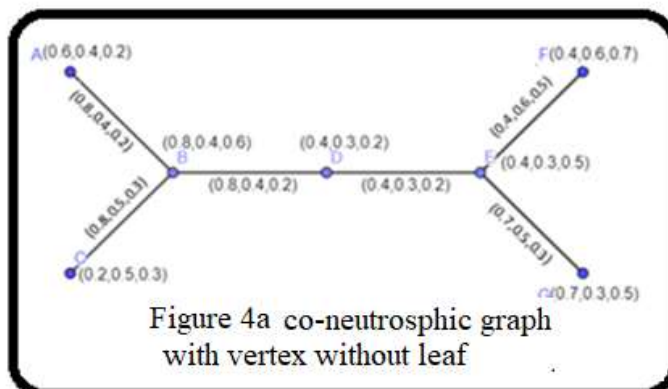 A(0.6,0.4,0.2)
F(0.4,0.6,0.7)
(0.8,0.4,0.2)
(0.4,0.6,0.5)
(0.8,0.4,0.6)
B
(0.4,0.3,0.2)
D
E
(0.4,0.3,0.5)
(0.8,0.4,0.2)
(0.4,0.3,0.2)
(0.8,0.5,0.3)
(0.7,0.5,0.3)
C
(0.2,0.5,0.3)
(0.7,0.3,0.5)
Figure 4a co-neutrosphic graph
with vertex without leaf